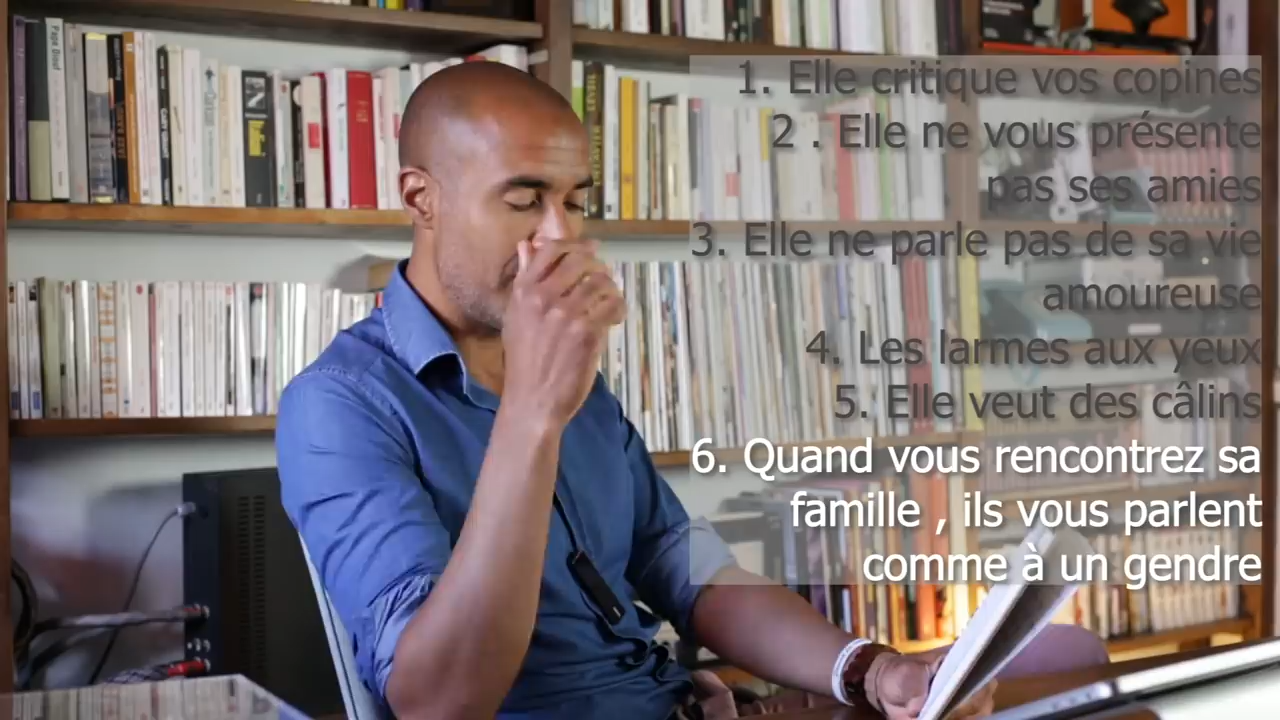 1. Elle critique vos copines
2 . Elle ne vous présente
pas ses amies
3. Elle ne parle pas de sa vie
amoureuse
4. Les larmes aux yeux
5. Elle veut des câlins
6. Quand vous rencontrez sa
famille , ils vous parlent
comme à un gendre